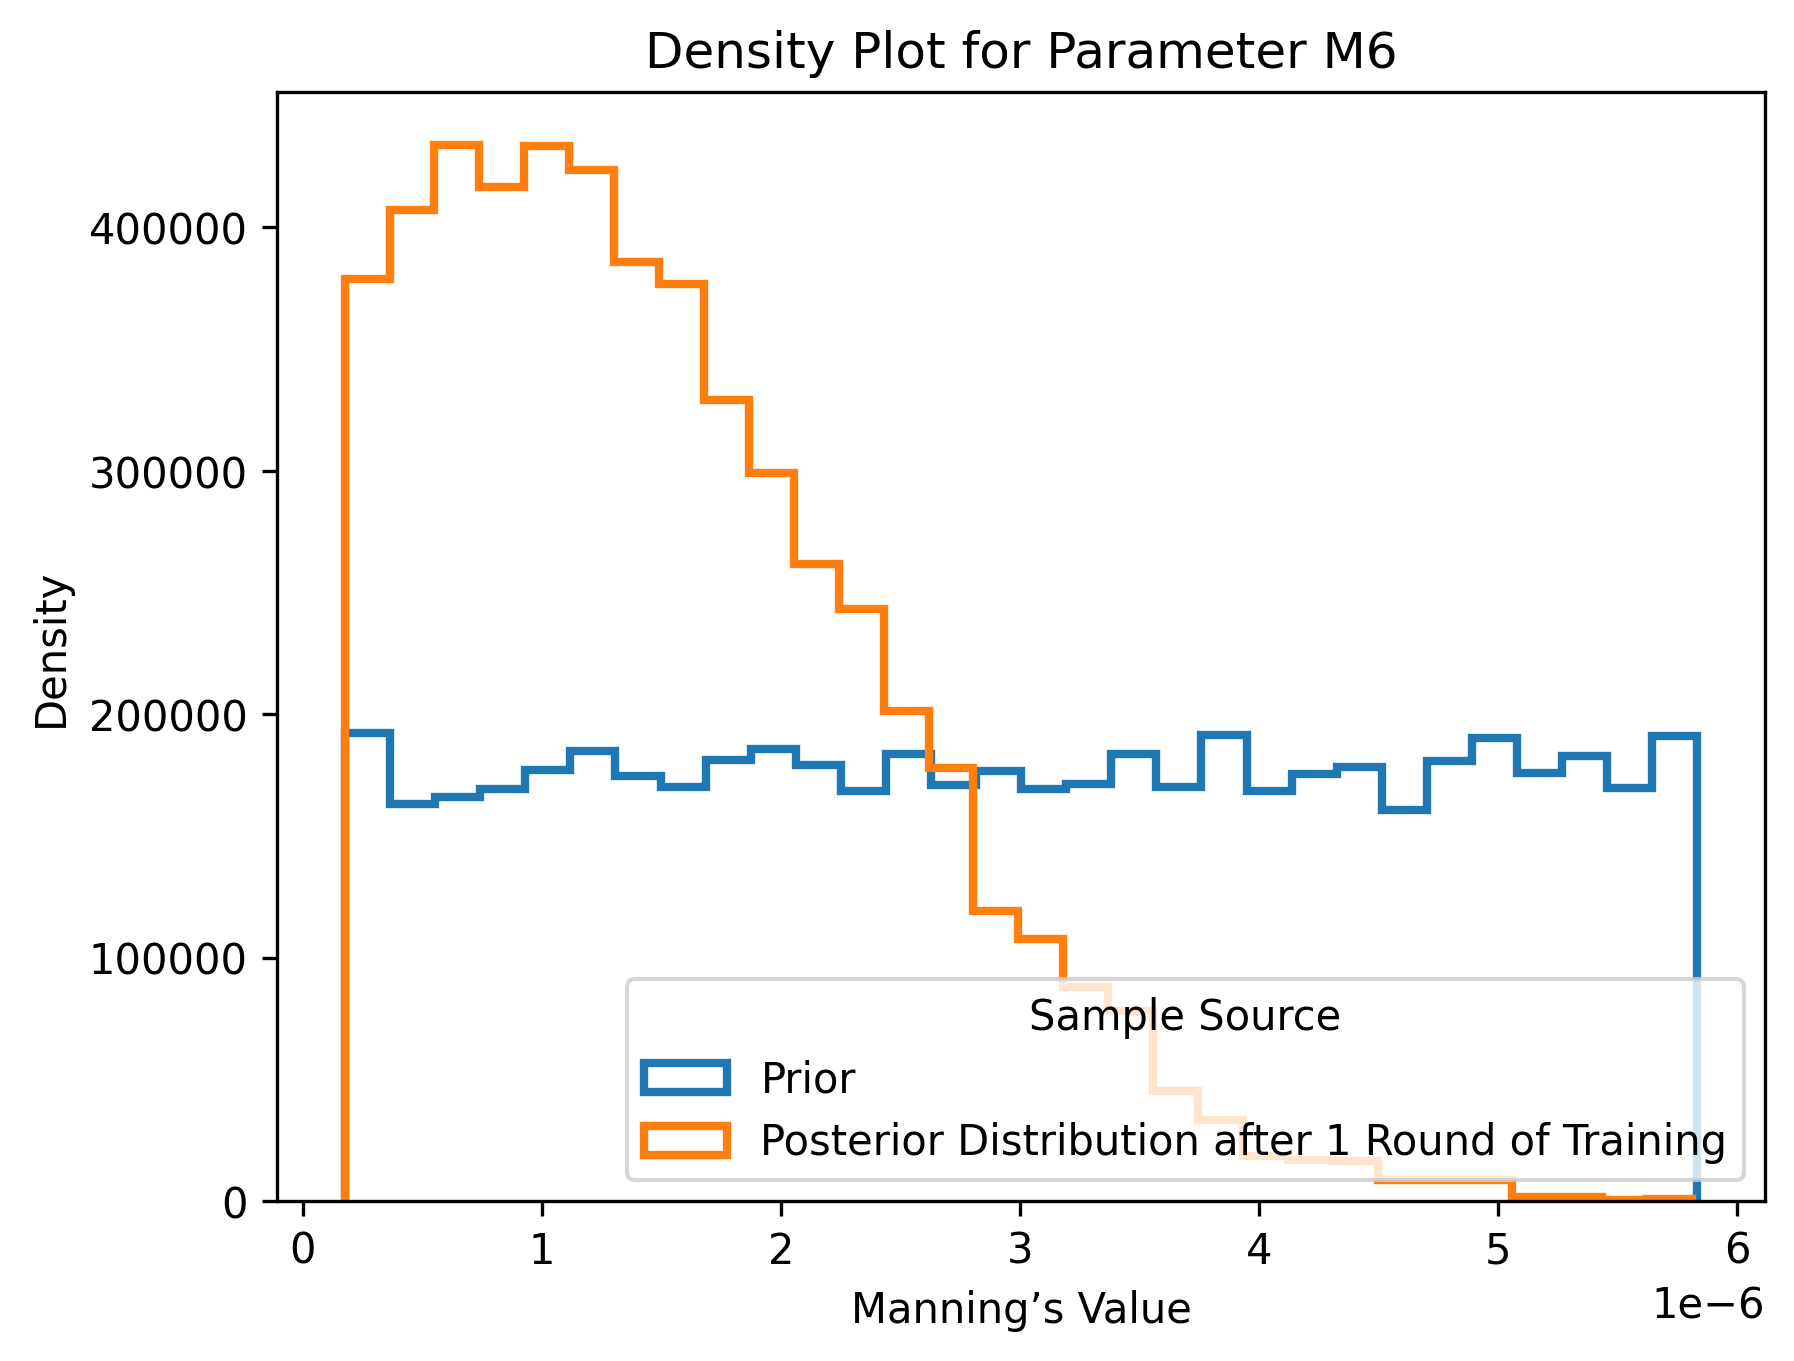 Density Plot for Parameter M6
Density
400000
300000
200000
100000
0
Sample Source
Prior
Posterior Distribution after 1 Round of Training
0 1 2 3 4 5 6
1e−6
Manning’s Value